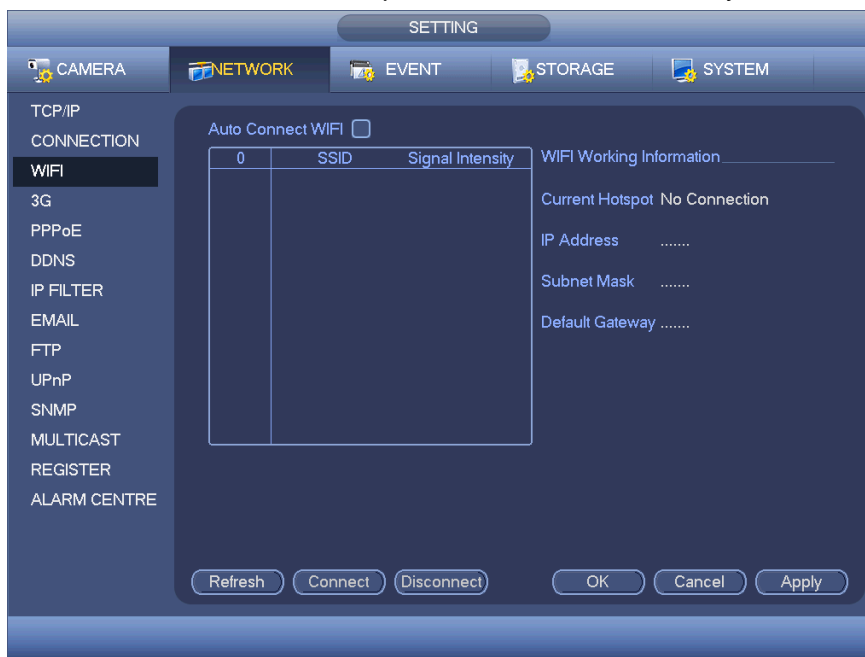 SETTING
CAMERA NETWORK EVENT STORAGE SYSTEM
TCP/IP
CONNECTION
WIFI
3G
PPPoE
DDNS
IP FILTER
EMAIL
FTP
UPnP
SNMP
MULTICAST
REGISTER
ALARM CENTRE
Auto Connect WIFI
0 SSID Signal Intensity
WIFI Working Information
Current Hotspot No Connection
IP Address .......
Subnet Mask ......
Default Gateway .......
Refresh Connect Disconnect OK Cancel Apply